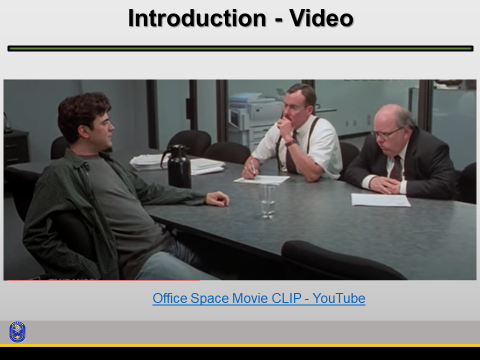 Introduction - Video
Office Space Movie CLIP - YouTube